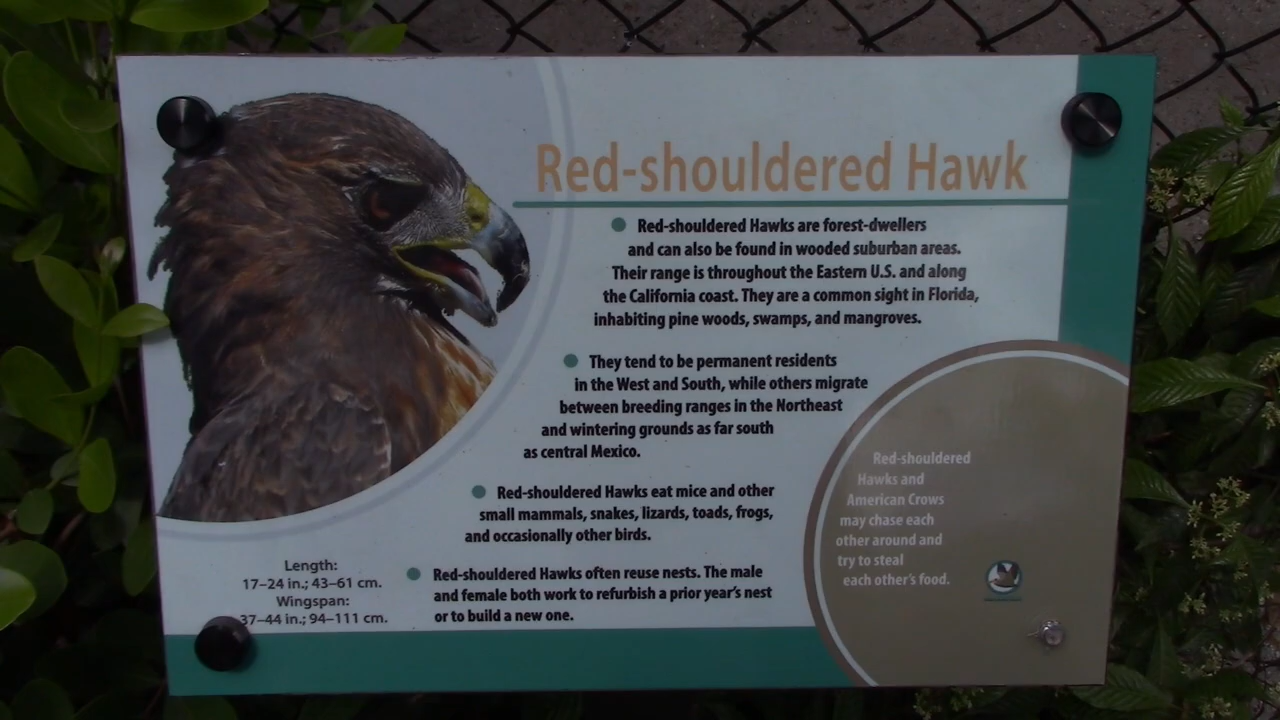 Red-shouldered Hawk
Red-shouldered Hawks are forest-dwellers
and can also be found in wooded suburban areas.
Their range is throughout the Eastern U.S. and along
the California coast. They are a common sight in Florida,
inhabiting pine woods, swamps, and mangroves.
They tend to be permanent residents
in the West and South, while others migrate
between breeding ranges in the Northeast
and wintering grounds as far south
as central Mexico.
Red-shouldered Hawks eat mice and other
small mammals, snakes, lizards, toads, frogs,
and occasionally other birds.
Red-shouldered Hawks often reuse nests. The male
and female both work to refurbish a prior year's nest
or to build a new one.
Length:
17–24 in.; 43–61 cm.
Wingspan:
37–44 in.; 94–111 cm.
Red-shouldered
Hawks and
American Crows
may chase each
other around and
try to steal
each other's food.